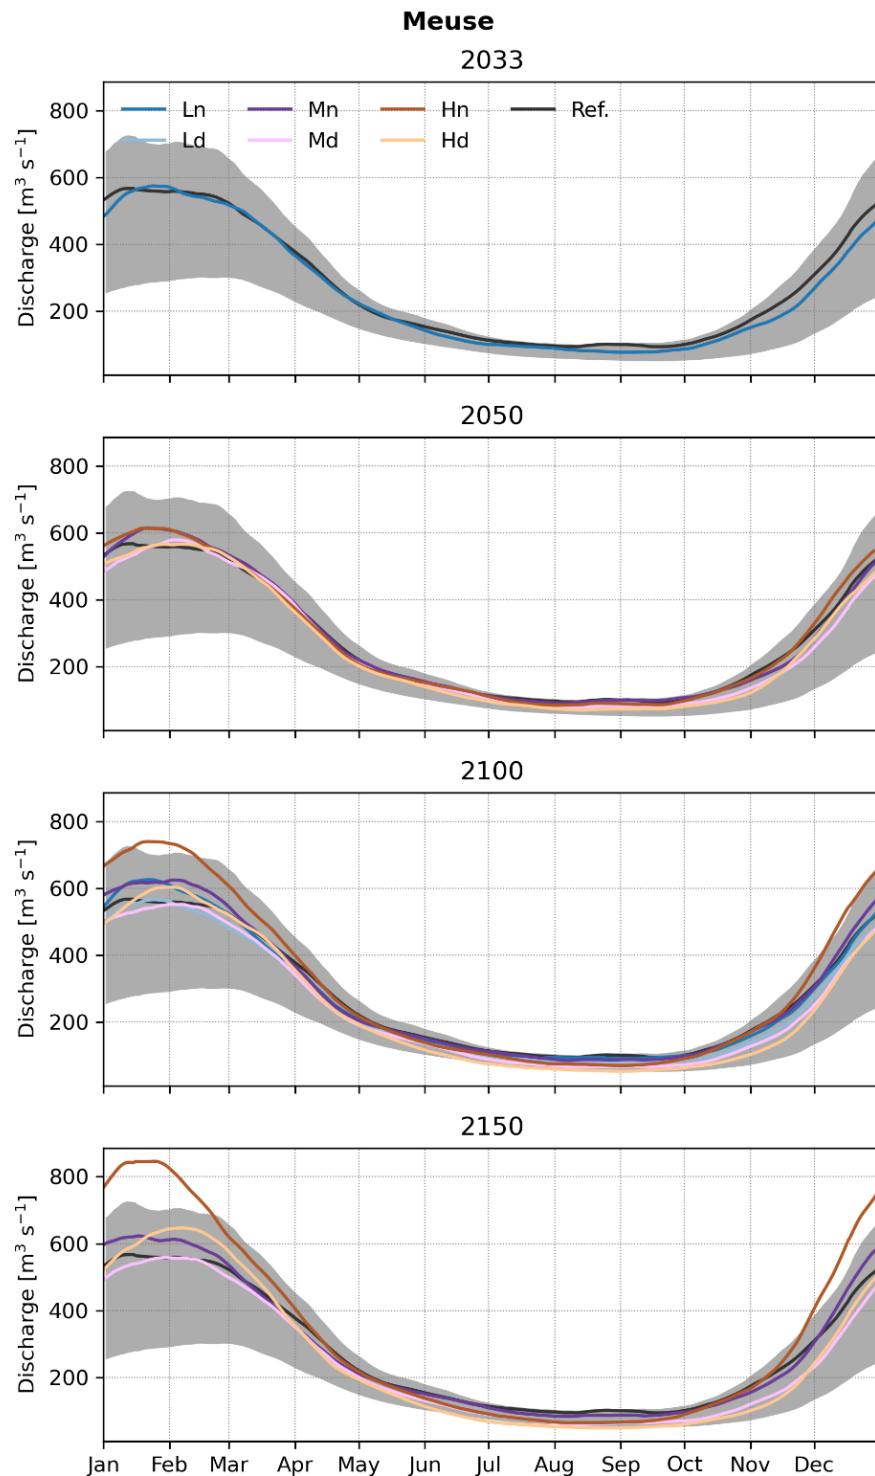 Meuse
2033
Ln Mn Hn Ref.
Ld Md Hd
800
600
400
200
Discharge [m³ s⁻¹]
2050
800
600
400
200
Discharge [m³ s⁻¹]
2100
800
600
400
200
Discharge [m³ s⁻¹]
2150
800
600
400
200
Discharge [m³ s⁻¹]
Jan Feb Mar Apr May Jun Jul Aug Sep Oct Nov Dec